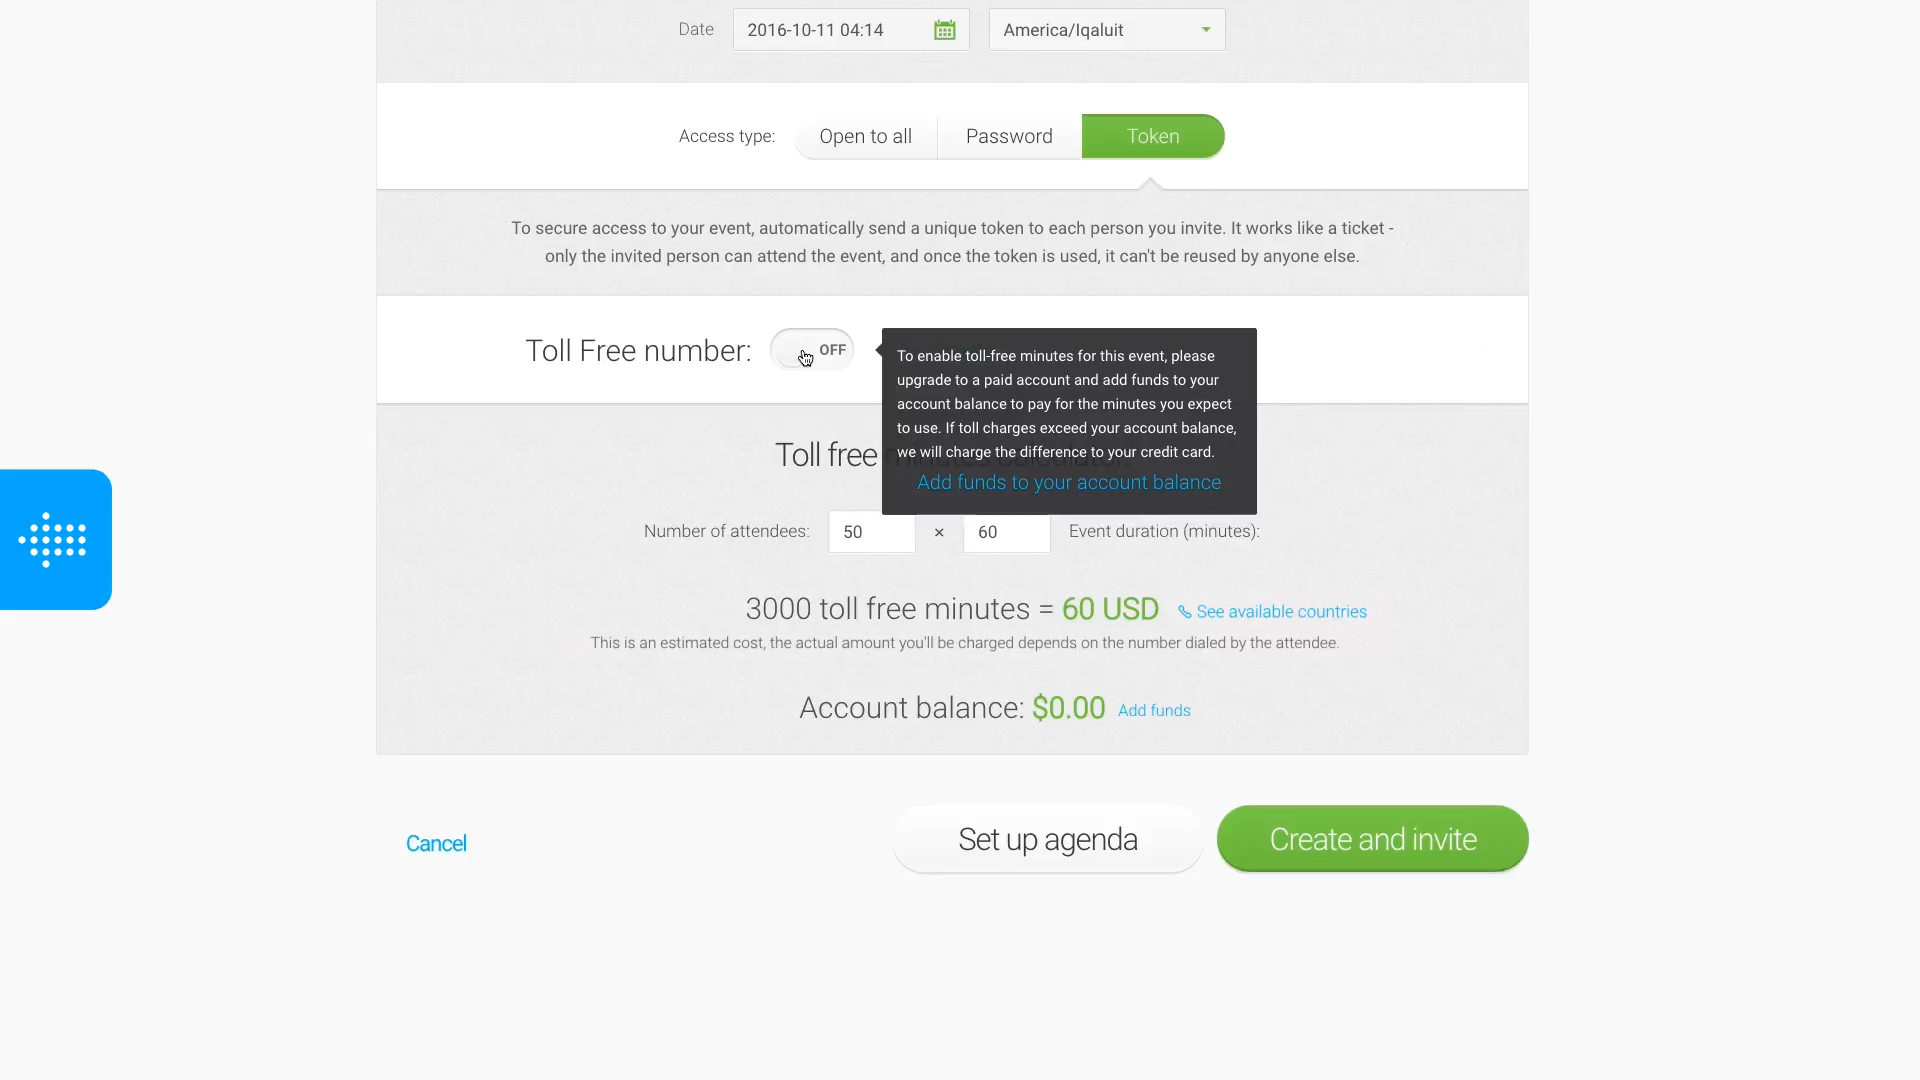 Date 2016-10-11 04:14 America/Iqaluit
Access type: Open to all Password Token
To secure access to your event, automatically send a unique token to each person you invite. It works like a ticket -
only the invited person can attend the event, and once the token is used, it can't be reused by anyone else.
Toll Free number: OFF
To enable toll-free minutes for this event, please
upgrade to a paid account and add funds to your
account balance to pay for the minutes you expect
to use. If toll charges exceed your account balance,
we will charge the difference to your credit card.
Add funds to your account balance
Toll free minutes calculator:
Number of attendees: 50 × 60 Event duration (minutes):
3000 toll free minutes = 60 USD See available countries
This is an estimated cost, the actual amount you'll be charged depends on the number dialed by the attendee.
Account balance: $0.00 Add funds
Cancel Set up agenda Create and invite